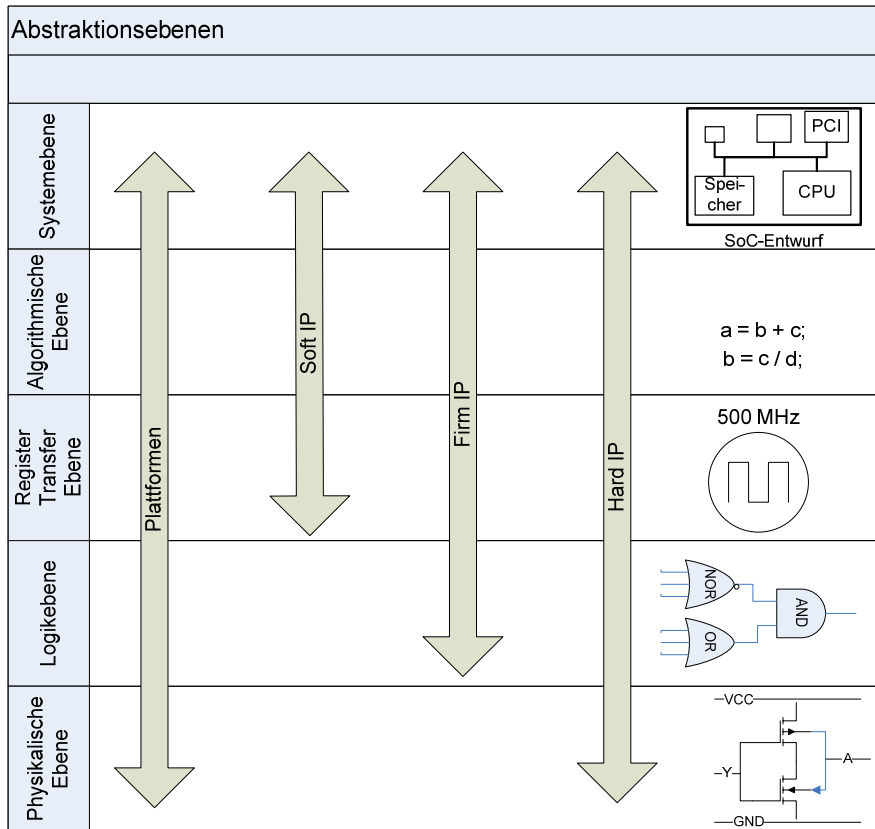 Abstraktionsebenen
Systemebene
PCI
Spei-
cher
CPU
SoC-Entwurf
Algorithmische
Ebene
a = b + c;
b = c / d;
Register
Transfer
Ebene
500 MHz
Plattformen
Soft IP
Firm IP
Hard IP
Logikebene
NOR
OR
AND
Physikalische
Ebene
VCC
Y
A
GND